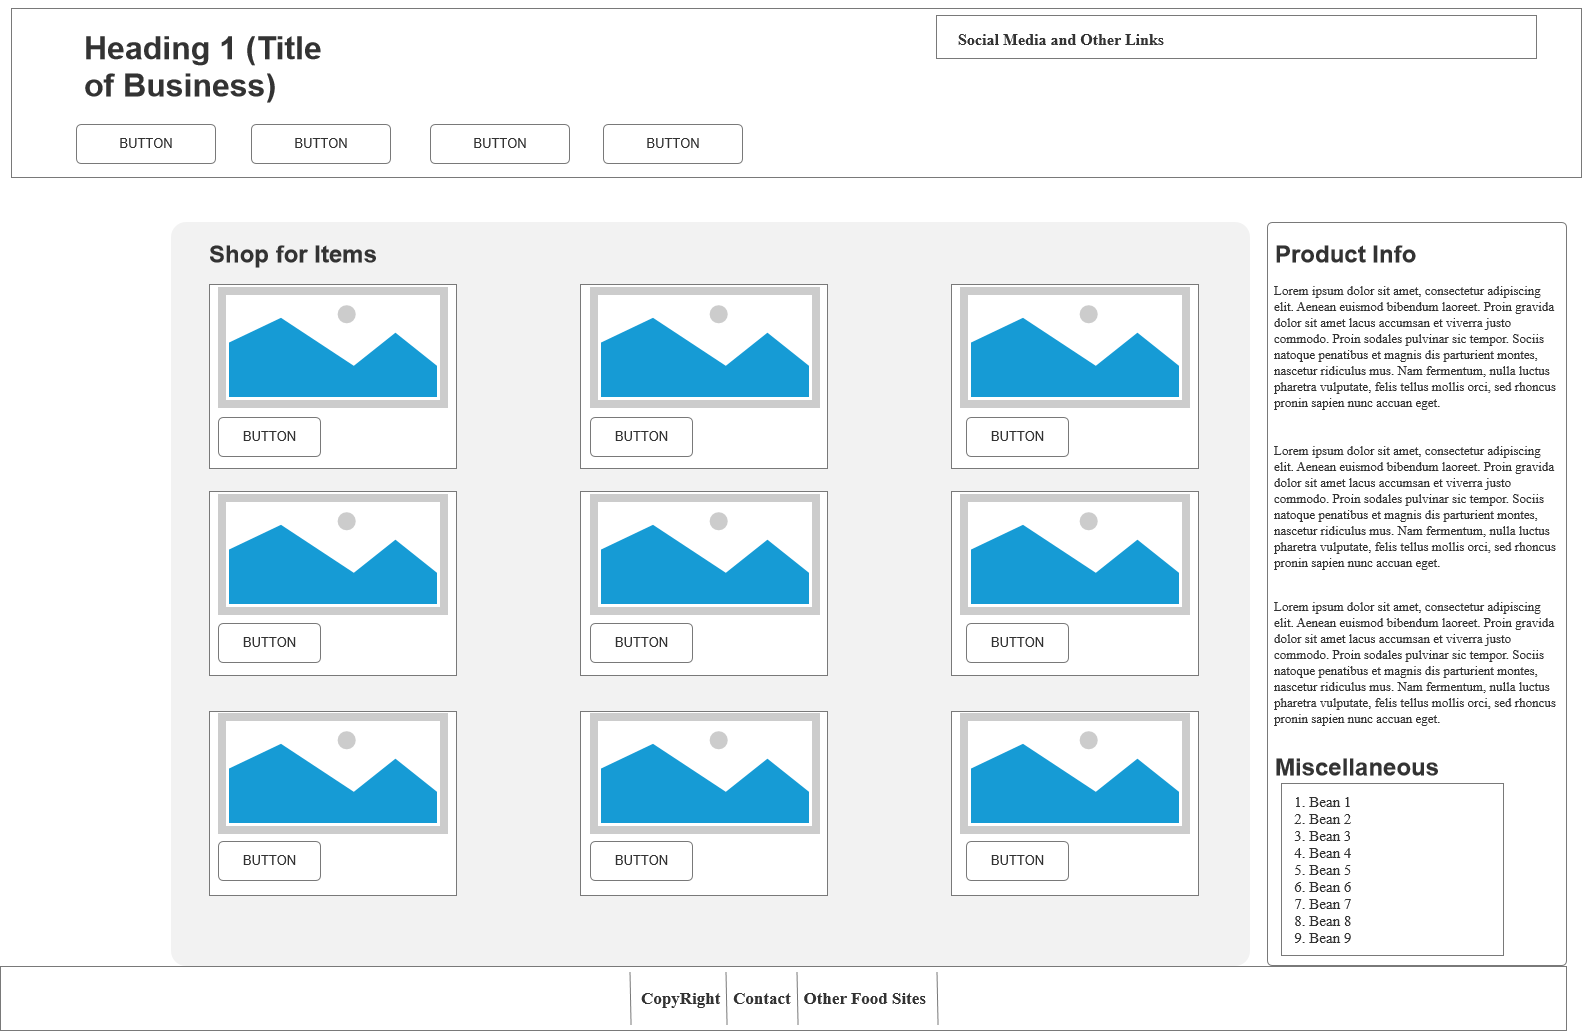 Heading 1 (Title
of Business)
Social Media and Other Links
BUTTON
BUTTON
BUTTON
BUTTON
Shop for Items
BUTTON
BUTTON
BUTTON
BUTTON
BUTTON
BUTTON
BUTTON
BUTTON
BUTTON
Product Info
Lorem ipsum dolor sit amet, consectetur adipiscing
elit. Aenean euismod bibendum laoreet. Proin gravida
dolor sit amet lacus accumsan et viverra justo
commodo. Proin sodales pulvinar sic tempor. Sociis
natoque penatibus et magnis dis parturient montes,
nascetur ridiculus mus. Nam fermentum, nulla luctus
pharetra vulputate, felis tellus mollis orci, sed rhoncus
pronin sapien nunc accuan eget.
Lorem ipsum dolor sit amet, consectetur adipiscing
elit. Aenean euismod bibendum laoreet. Proin gravida
dolor sit amet lacus accumsan et viverra justo
commodo. Proin sodales pulvinar sic tempor. Sociis
natoque penatibus et magnis dis parturient montes,
nascetur ridiculus mus. Nam fermentum, nulla luctus
pharetra vulputate, felis tellus mollis orci, sed rhoncus
pronin sapien nunc accuan eget.
Lorem ipsum dolor sit amet, consectetur adipiscing
elit. Aenean euismod bibendum laoreet. Proin gravida
dolor sit amet lacus accumsan et viverra justo
commodo. Proin sodales pulvinar sic tempor. Sociis
natoque penatibus et magnis dis parturient montes,
nascetur ridiculus mus. Nam fermentum, nulla luctus
pharetra vulputate, felis tellus mollis orci, sed rhoncus
pronin sapien nunc accuan eget.
Miscellaneous
1. Bean 1
2. Bean 2
3. Bean 3
4. Bean 4
5. Bean 5
6. Bean 6
7. Bean 7
8. Bean 8
9. Bean 9
CopyRight
Contact
Other Food Sites